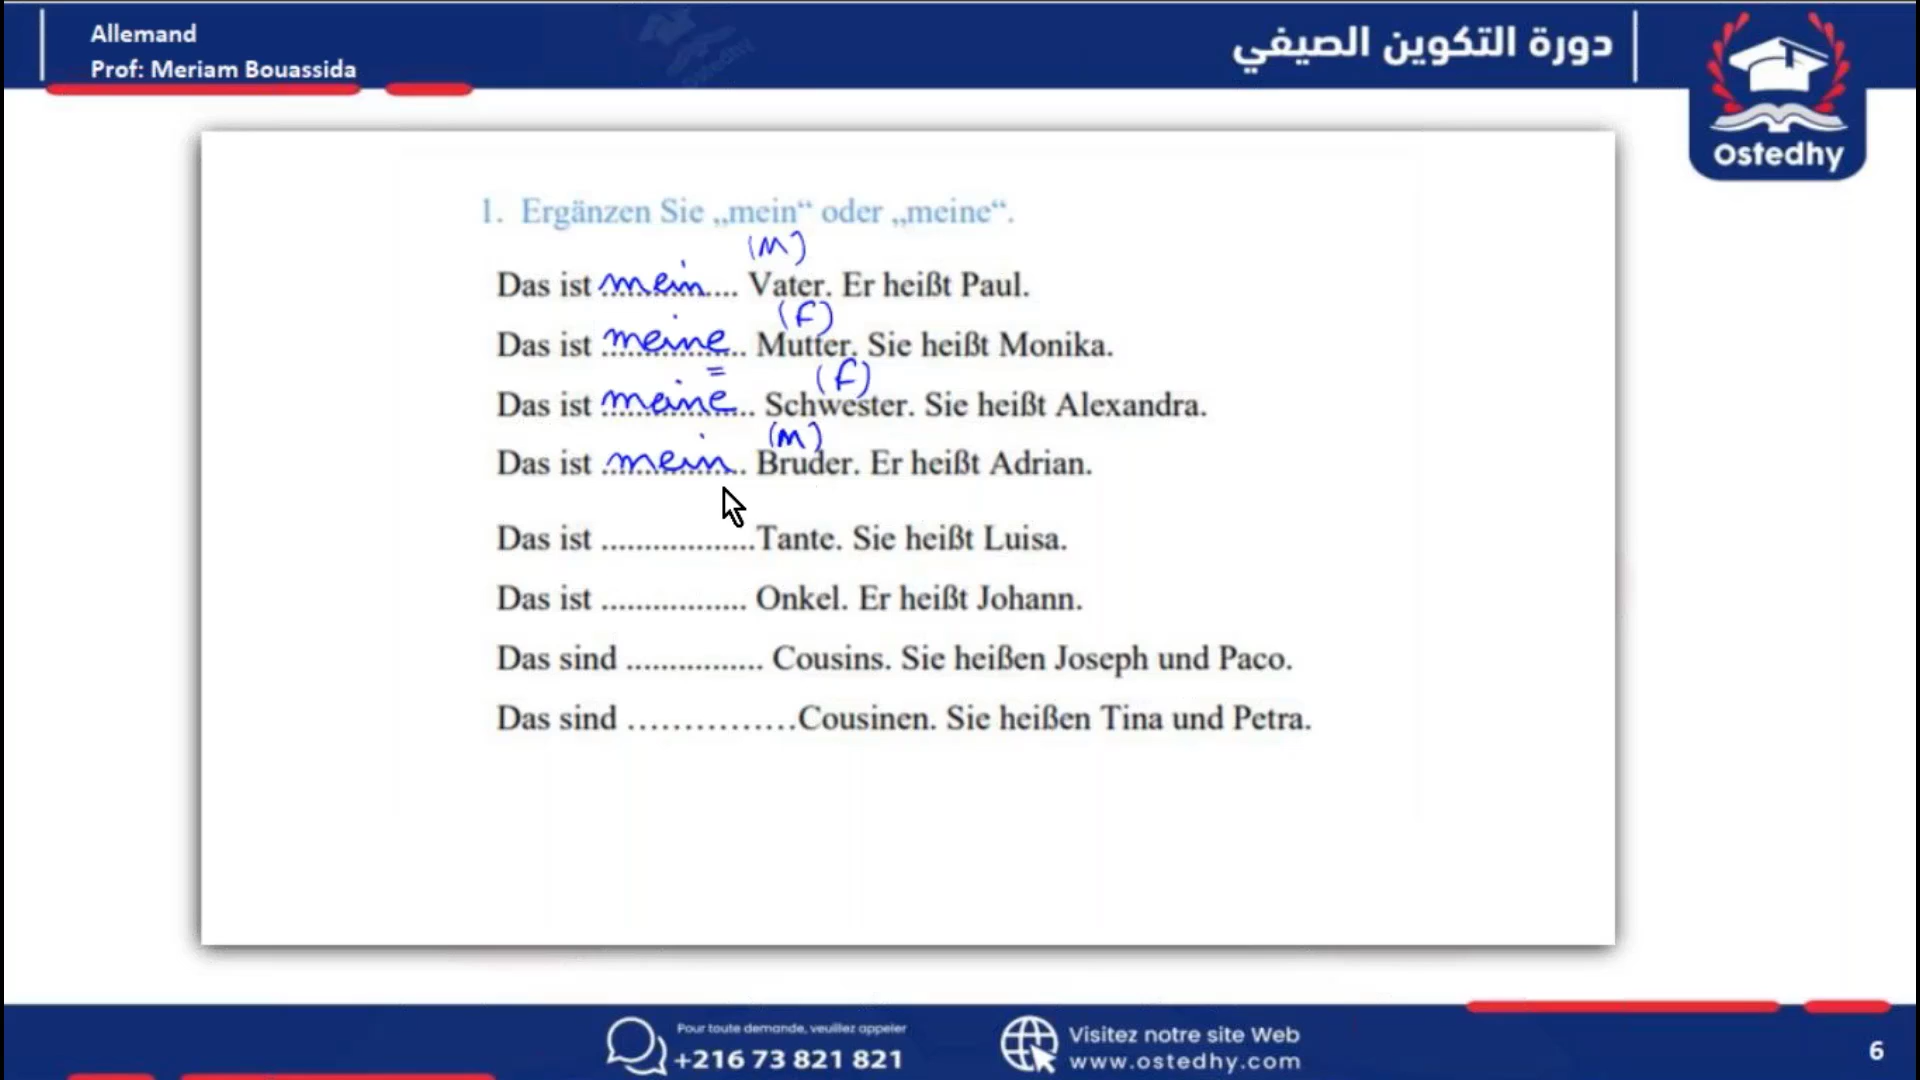 Allemand
Prof: Meriam Bouassida
دورة التكوين الصيفي
Ostedhy
1. Ergänzen Sie „mein“ oder „meine“.
(M)
Das ist mein.... Vater. Er heißt Paul.
(F)
Das ist meine.. Mutter. Sie heißt Monika.
(F)
Das ist meine... Schwester. Sie heißt Alexandra.
(M)
Das ist mein.. Bruder. Er heißt Adrian.
Das ist ..................Tante. Sie heißt Luisa.
Das ist ................. Onkel. Er heißt Johann.
Das sind ................ Cousins. Sie heißen Joseph und Paco.
Das sind ...............Cousinen. Sie heißen Tina und Petra.
Pour toute demande, veuillez appeler
+216 73 821 821
Visitez notre site Web
www.ostedhy.com
6